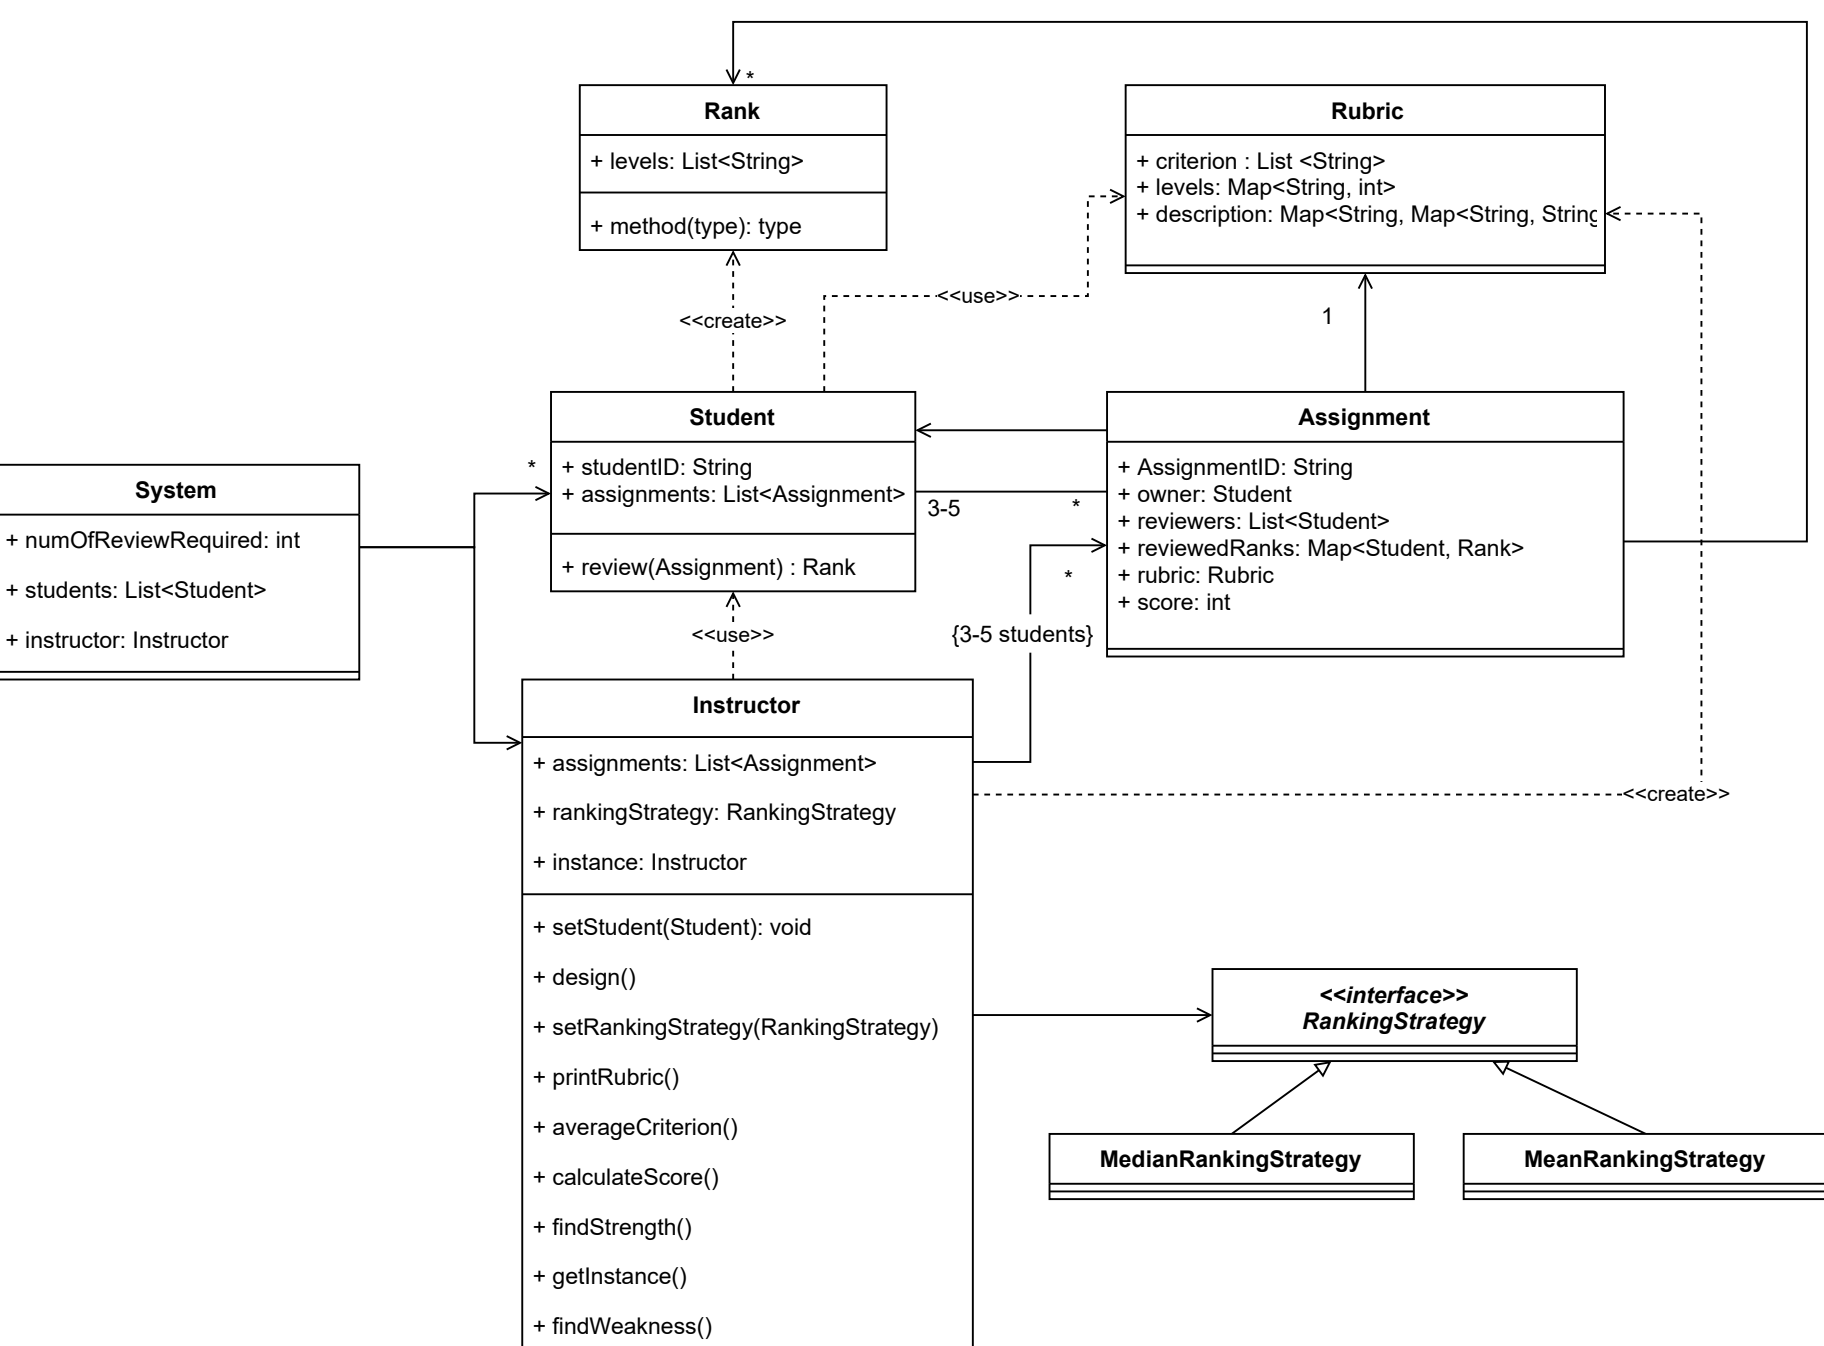 *
Rank
+ levels: List<String>
+ method(type): type
Rubric
+ criterion : List <String>
+ levels: Map<String, int>
+ description: Map<String, Map<String, String
<<use>>
<<create>>
1
Student
+ studentID: String
+ assignments: List<Assignment>
+ review(Assignment) : Rank
Assignment
+ AssignmentID: String
+ owner: Student
+ reviewers: List<Student>
+ reviewedRanks: Map<Student, Rank>
+ rubric: Rubric
+ score: int
*
System
+ numOfReviewRequired: int
+ students: List<Student>
+ instructor: Instructor
3-5
*
*
{3-5 students}
<<use>>
Instructor
+ assignments: List<Assignment>
+ rankingStrategy: RankingStrategy
+ instance: Instructor
+ setStudent(Student): void
+ design()
+ setRankingStrategy(RankingStrategy)
+ printRubric()
+ averageCriterion()
+ calculateScore()
+ findStrength()
+ getInstance()
+ findWeakness()
<<create>>
<<interface>>
RankingStrategy
MedianRankingStrategy
MeanRankingStrategy